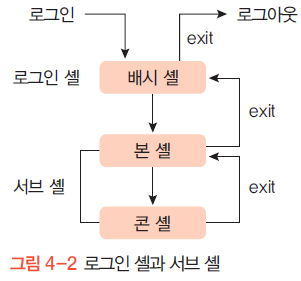 로그인
로그아웃
exit
로그인 셸
배시 셸
exit
본 셸
서브 셸
exit
콘 셸
그림 4-2 로그인 셸과 서브 셸